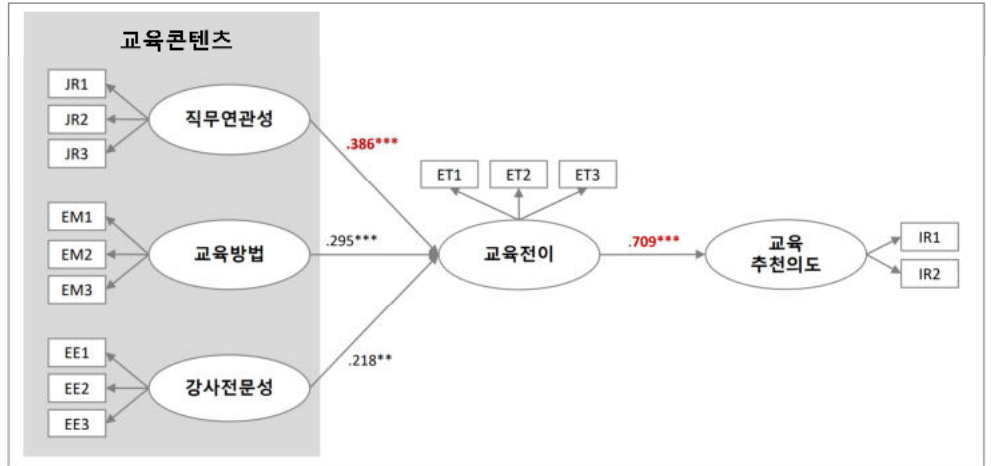 교육콘텐츠
JR1
JR2
JR3
직무연관성
.386***
EM1
EM2
EM3
교육방법
.295***
EE1
EE2
EE3
강사전문성
.218**
ET1
ET2
ET3
교육전이
.709***
교육
추천의도
IR1
IR2